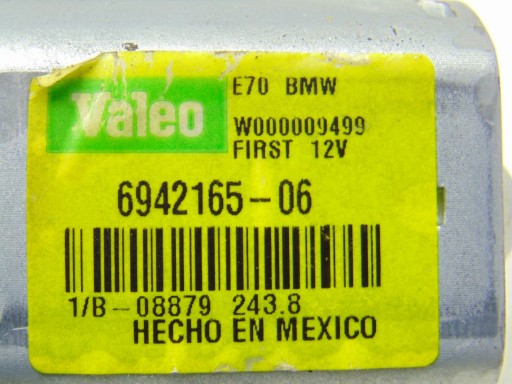 Valeo
E70 BMW
W000009499
FIRST 12V
6942165-06
1/B-08879 243.8
HECHO EN MEXICO